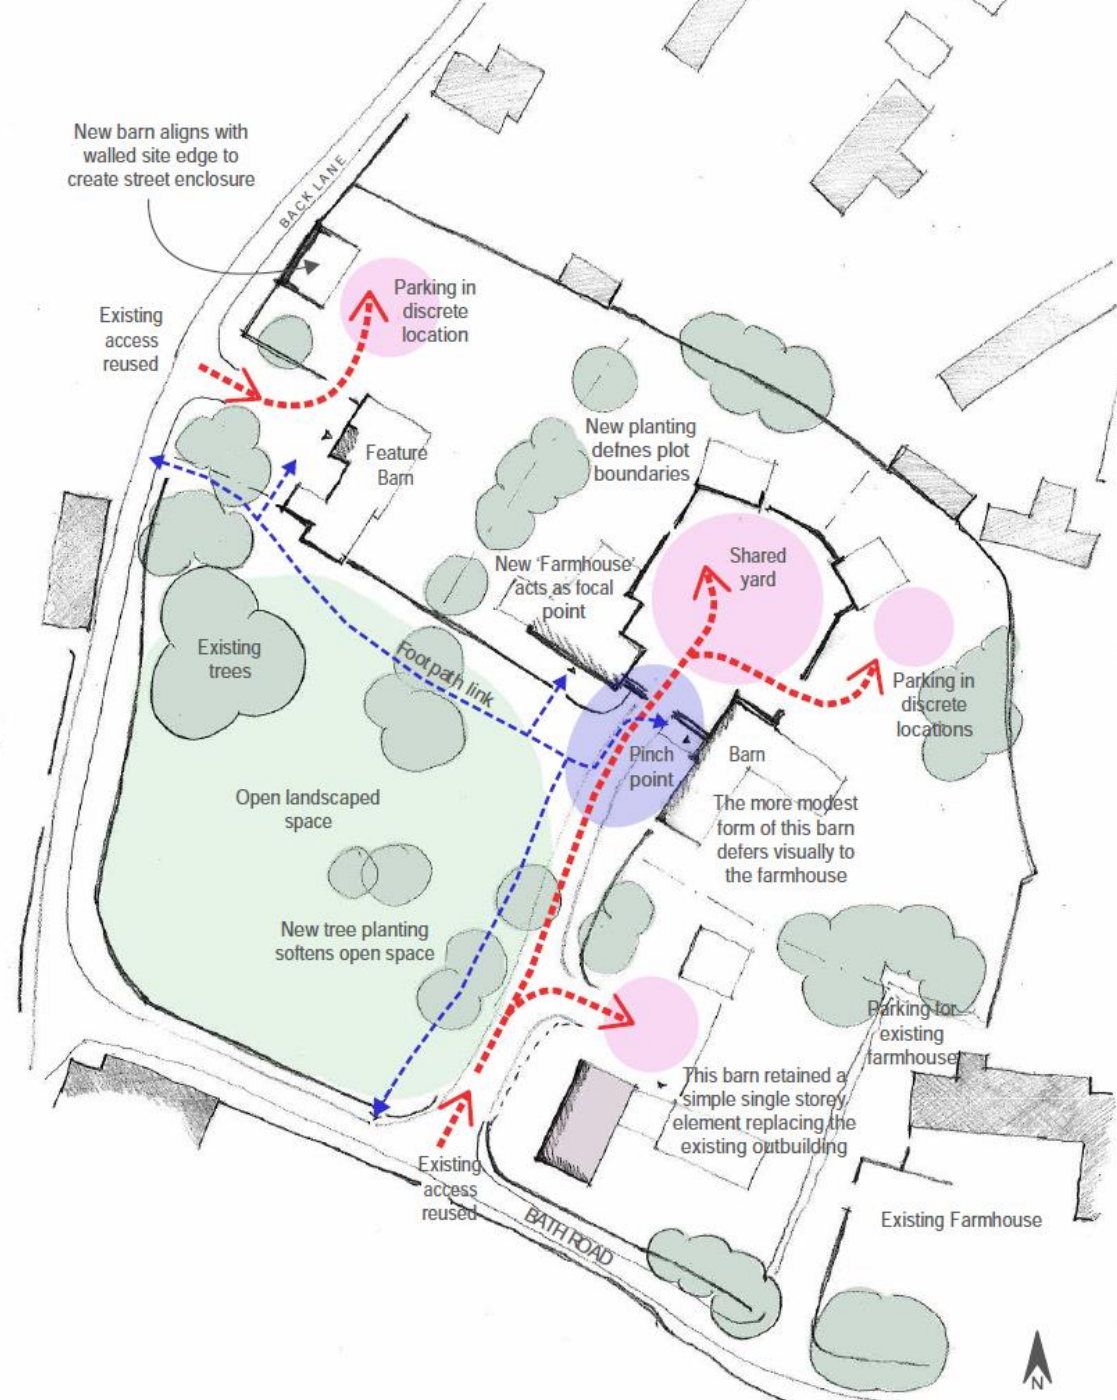 New barn aligns with
walled site edge to
create street enclosure
BACK LANE
Existing
access
reused
Parking in
discrete
location
Feature
Barn
New planting
defnes plot
boundaries
New ‘Farmhouse’
acts as focal
point
Shared
yard
Existing
trees
Footpath link
Parking in
discrete
locations
Pinch
point
Barn
Open landscaped
space
The more modest
form of this barn
defers visually to
the farmhouse
New tree planting
softens open space
Parking for
existing
farmhouse
This barn retained a
simple single storey
element replacing the
existing outbuilding
Existing
access
reused
BATH ROAD
Existing Farmhouse
N